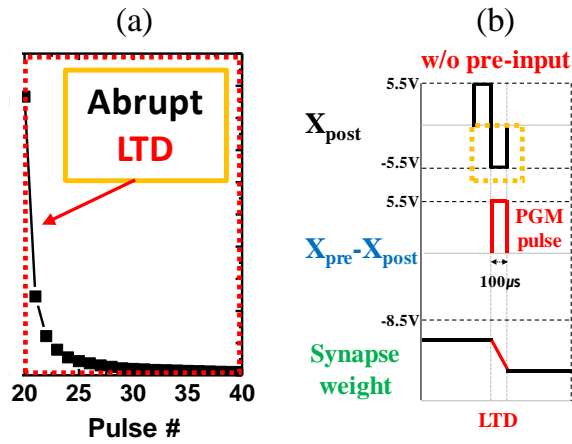 (a)
Abrupt
LTD
20 25 30 35 40
Pulse #
(b)
w/o pre-input
5.5V
Xpost
-5.5V
5.5V
PGM
pulse
Xpre-Xpost
100μs
-8.5V
Synapse
weight
LTD